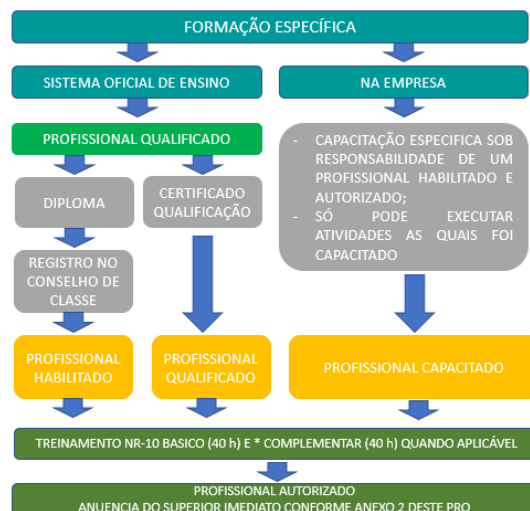 FORMAÇÃO ESPECÍFICA
SISTEMA OFICIAL DE ENSINO
NA EMPRESA
PROFISSIONAL QUALIFICADO
- CAPACITAÇÃO ESPECIFICA SOB
RESPONSABILIDADE DE UM
PROFISSIONAL HABILITADO E
AUTORIZADO;
- SÓ PODE EXECUTAR
ATIVIDADES AS QUAIS FOI
CAPACITADO
DIPLOMA
CERTIFICADO
QUALIFICAÇÃO
REGISTRO NO
CONSELHO DE
CLASSE
PROFISSIONAL
HABILITADO
PROFISSIONAL
QUALIFICADO
PROFISSIONAL CAPACITADO
TREINAMENTO NR-10 BASICO (40 h) E * COMPLEMENTAR (40 h) QUANDO APLICÁVEL
PROFISSIONAL AUTORIZADO
ANUENCIA DO SUPERIOR IMEDIATO CONFORME ANEXO 2 DESTE PRO